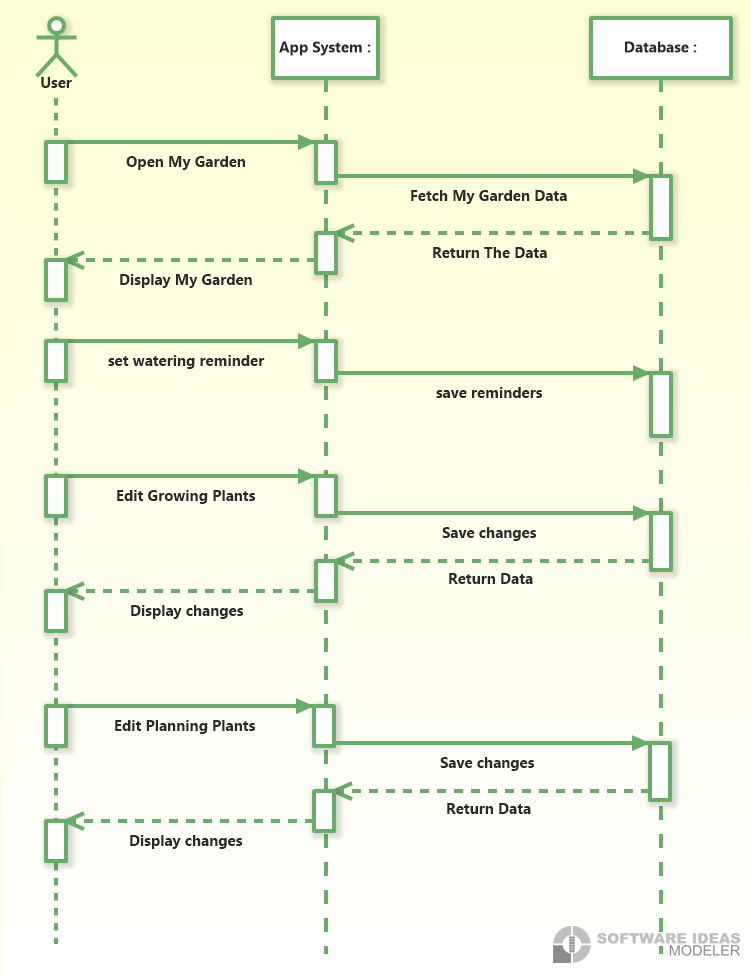 User
App System :
Database :
Open My Garden
Fetch My Garden Data
Return The Data
Display My Garden
set watering reminder
save reminders
Edit Growing Plants
Save changes
Return Data
Display changes
Edit Planning Plants
Save changes
Return Data
Display changes
SOFTWARE IDEAS
MODELER